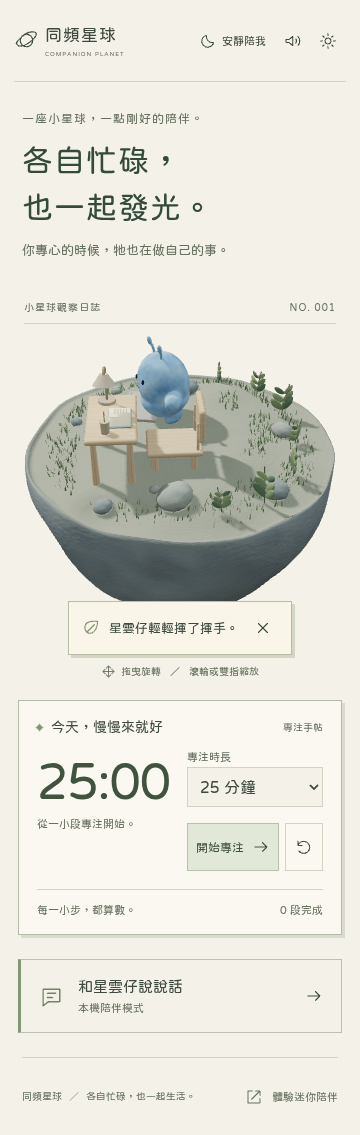 同頻星球
COMPANION PLANET
安靜陪我
一座小星球，一點剛好的陪伴。
各自忙碌，
也一起發光。
你專心的時候，牠也在做自己的事。
小星球觀察日誌
NO. 001
星雲仔輕輕揮了揮手。
拖曳旋轉 ／ 滾輪或雙指縮放
今天，慢慢來就好
專注手帖
25:00
從一小段專注開始。
專注時長
25 分鐘
開始專注
每一小步，都算數。
0 段完成
和星雲仔說說話
本機陪伴模式
同頻星球 ／ 各自忙碌，也一起生活。
體驗迷你陪伴